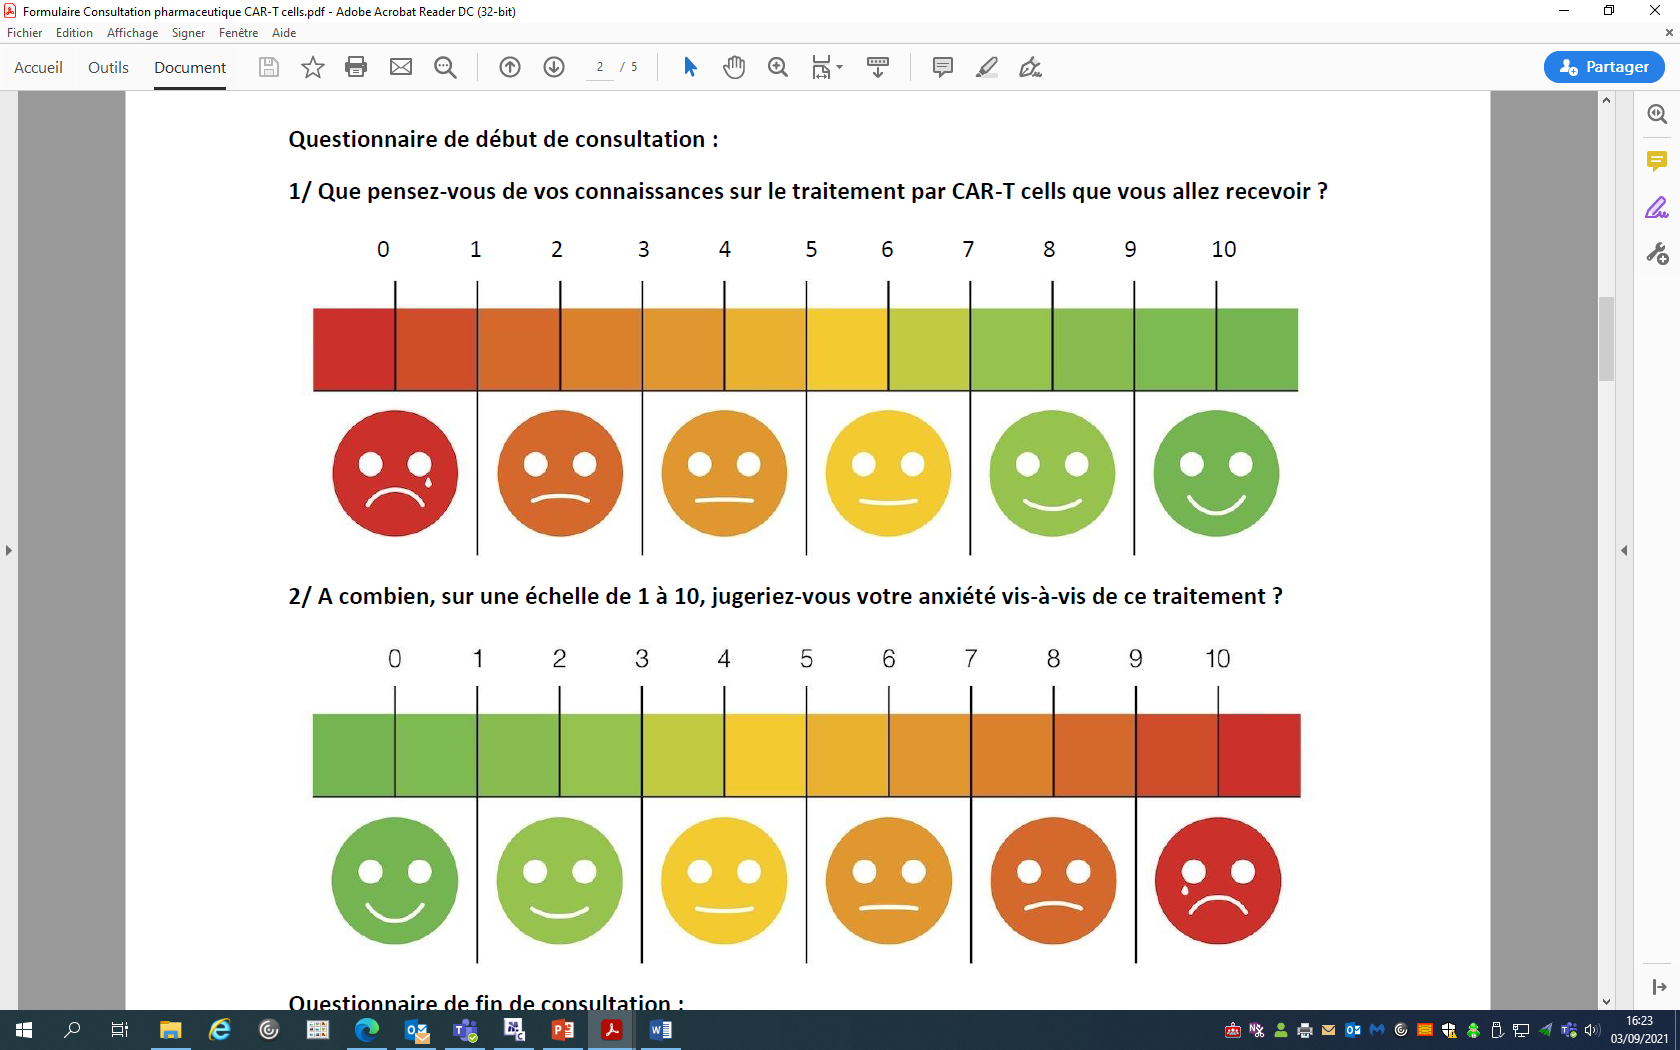 Formulaire Consultation pharmaceutique CAR-T cells.pdf - Adobe Acrobat Reader DC (32-bit)
Fichier Edition Affichage Signer Fenêtre Aide
Accueil Outils Document 2 / 5 Partager
Questionnaire de début de consultation :
1/ Que pensez-vous de vos connaissances sur le traitement par CAR-T cells que vous allez recevoir ?
0 1 2 3 4 5 6 7 8 9 10
2/ A combien, sur une échelle de 1 à 10, jugeriez-vous votre anxiété vis-à-vis de ce traitement ?
0 1 2 3 4 5 6 7 8 9 10
Questionnaire de fin de consultation :
16:23
03/09/2021